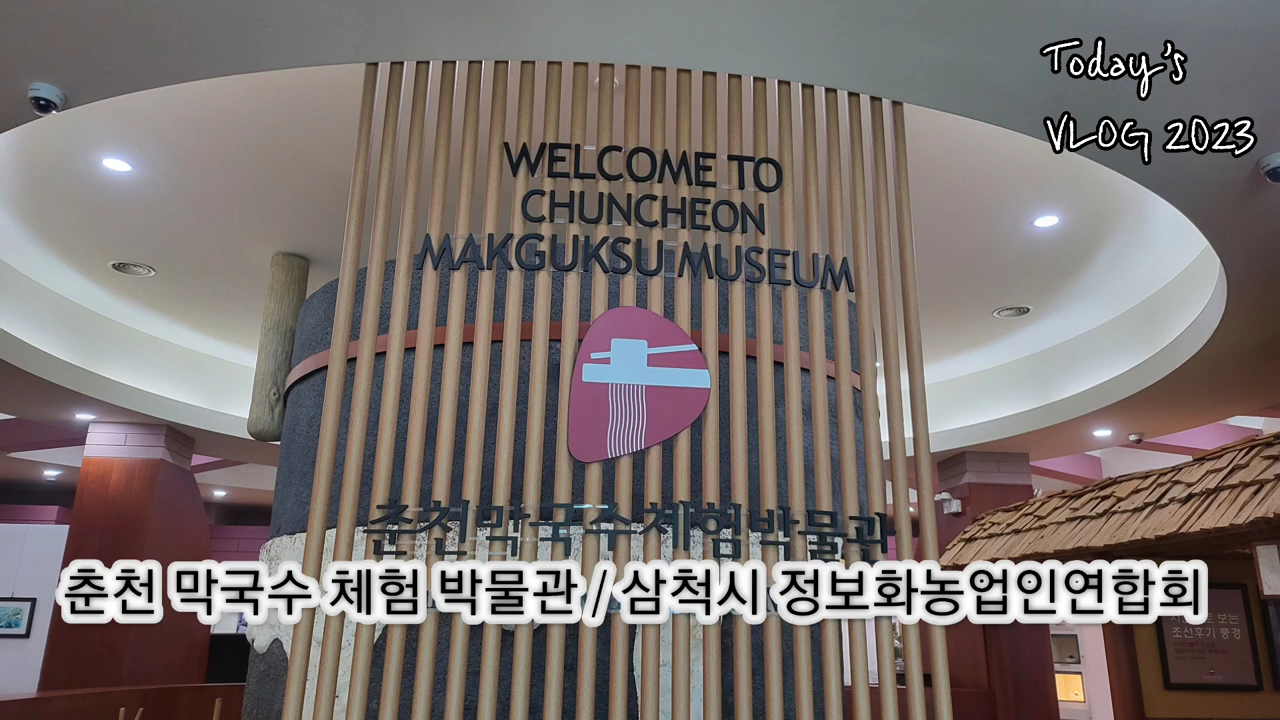 Today's
VLOG 2023
WELCOME TO
CHUNCHEON
MAKGUKSU MUSEUM
춘천막국수체험박물관
춘천 막국수 체험 박물관 / 삼척시 정보화농업인연합회
보는
조선후기 풍경